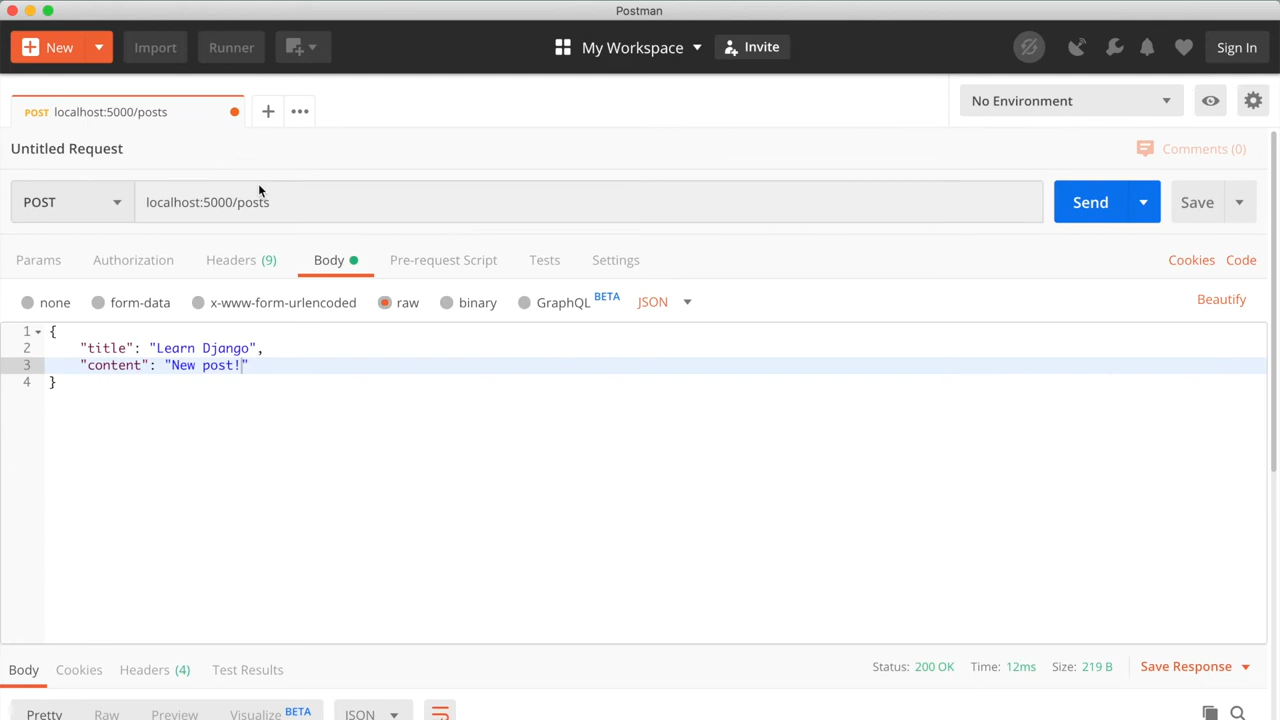 Postman
New Import Runner My Workspace Invite Sign In
POST localhost:5000/posts No Environment
Untitled Request Comments (0)
POST localhost:5000/posts Send Save
Params Authorization Headers (9) Body Pre-request Script Tests Settings Cookies Code
none form-data x-www-form-urlencoded raw binary GraphQL BETA JSON Beautify
1 {
2 "title": "Learn Django",
3 "content": "New post!"
4 }
Body Cookies Headers (4) Test Results Status: 200 OK Time: 12ms Size: 219 B Save Response
Pretty Raw Preview Visualize BETA JSON